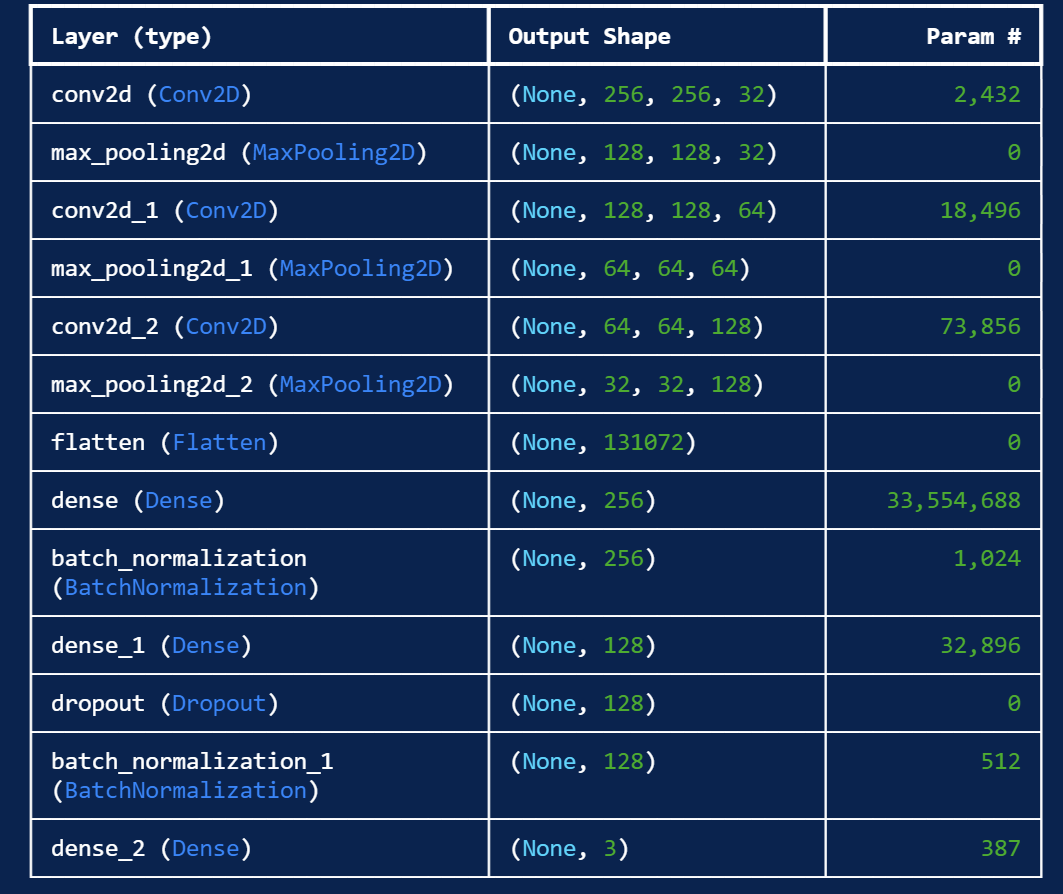 Layer (type) Output Shape Param #
conv2d (Conv2D) (None, 256, 256, 32) 2,432
max_pooling2d (MaxPooling2D) (None, 128, 128, 32) 0
conv2d_1 (Conv2D) (None, 128, 128, 64) 18,496
max_pooling2d_1 (MaxPooling2D) (None, 64, 64, 64) 0
conv2d_2 (Conv2D) (None, 64, 64, 128) 73,856
max_pooling2d_2 (MaxPooling2D) (None, 32, 32, 128) 0
flatten (Flatten) (None, 131072) 0
dense (Dense) (None, 256) 33,554,688
batch_normalization (None, 256) 1,024
(BatchNormalization)
dense_1 (Dense) (None, 128) 32,896
dropout (Dropout) (None, 128) 0
batch_normalization_1 (None, 128) 512
(BatchNormalization)
dense_2 (Dense) (None, 3) 387